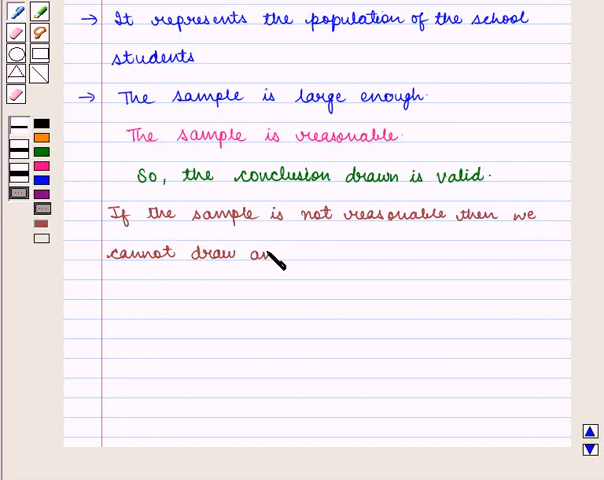 → It represents the population of the school
students
→ The sample is large enough.
The sample is reasonable.
So, the conclusion drawn is valid.
If the sample is not reasonable then we
cannot draw an